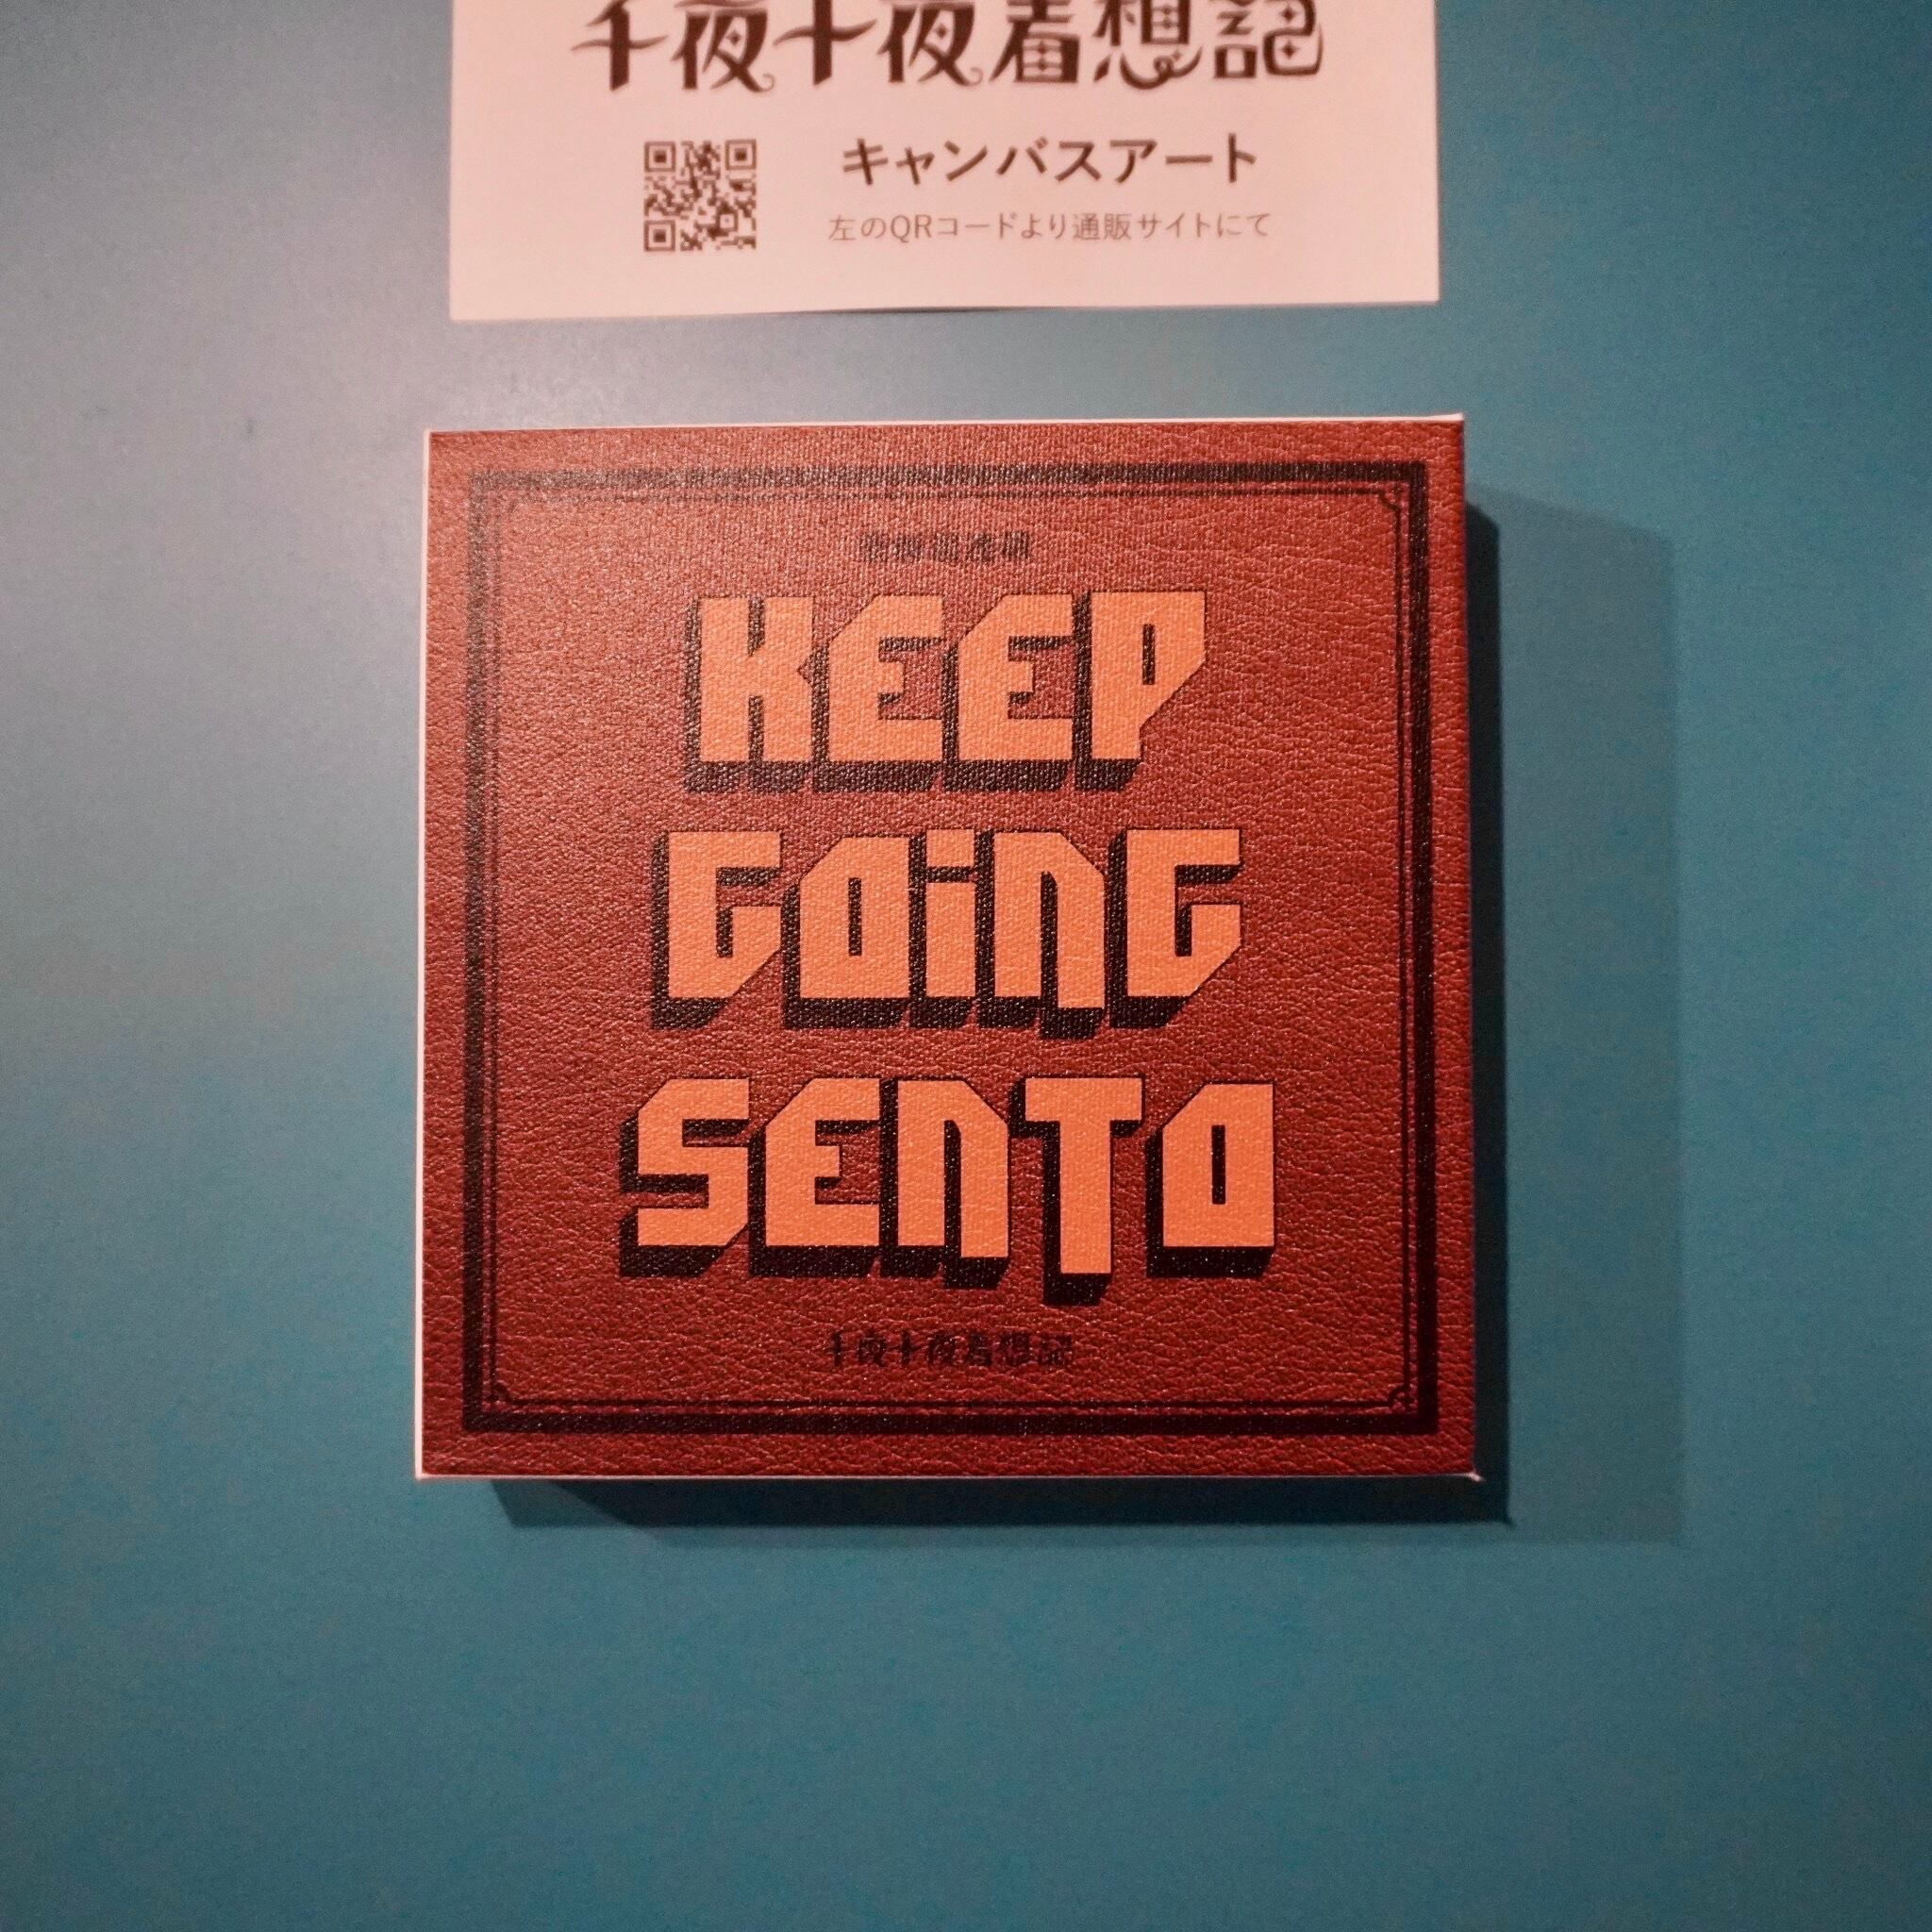 千夜十夜着想記
キャンバスアート
左のQRコードより通販サイトにて
KEEP
GOiNG
SENTO
千夜十夜着想記